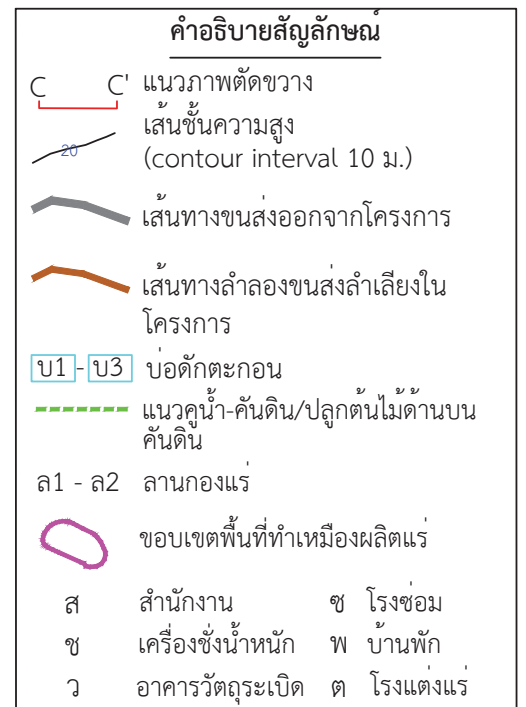 คำอธิบายสัญลักษณ์
C C' แนวภาพตัดขวาง
เส้นชั้นความสูง
20 (contour interval 10 ม.)
เส้นทางขนส่งออกจากโครงการ
เส้นทางลำลองขนส่งลำเลียงใน
โครงการ
บ1 - บ3 บ่อดักตะกอน
แนวคูน้ำ-คันดิน/ปลูกต้นไม้ด้านบน
คันดิน
ล1 - ล2 ลานกองแร่
ขอบเขตพื้นที่ทำเหมืองผลิตแร่
ส สำนักงาน ซ โรงซ่อม
ช เครื่องชั่งน้ำหนัก พ บ้านพัก
ว อาคารวัตถุระเบิด ต โรงแต่งแร่